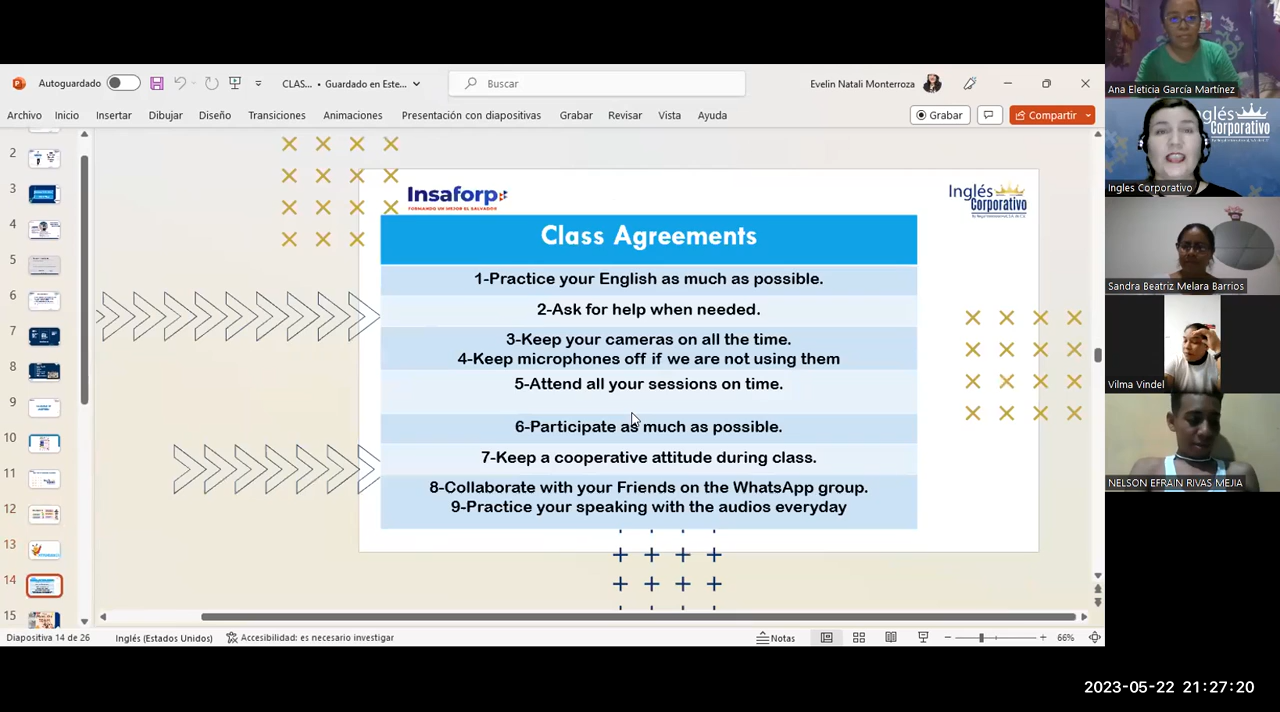 Autoguardado
CLAS... • Guardado en Este...
Buscar
Evelin Natali Monterroza
Archivo
Inicio
Insertar
Dibujar
Diseño
Transiciones
Animaciones
Presentación con diapositivas
Grabar
Revisar
Vista
Ayuda
Grabar
Compartir
2
3
4
5
6
7
8
9
10
11
12
13
14
15
Insaforp
FORMANDO UN MEJOR EL SALVADOR
Inglés
Corporativo
Class Agreements
1-Practice your English as much as possible.
2-Ask for help when needed.
3-Keep your cameras on all the time.
4-Keep microphones off if we are not using them
5-Attend all your sessions on time.
6-Participate as much as possible.
7-Keep a cooperative attitude during class.
8-Collaborate with your Friends on the WhatsApp group.
9-Practice your speaking with the audios everyday
Diapositiva 14 de 26
Inglés (Estados Unidos)
Accesibilidad: es necesario investigar
Notas
66%
Ana Eleticia García Martínez
Inglés
Corporativo
Ingles Corporativo
Sandra Beatriz Melara Barrios
Vilma Vindel
NELSON EFRAIN RIVAS MEJIA
2023-05-22 21:27:20